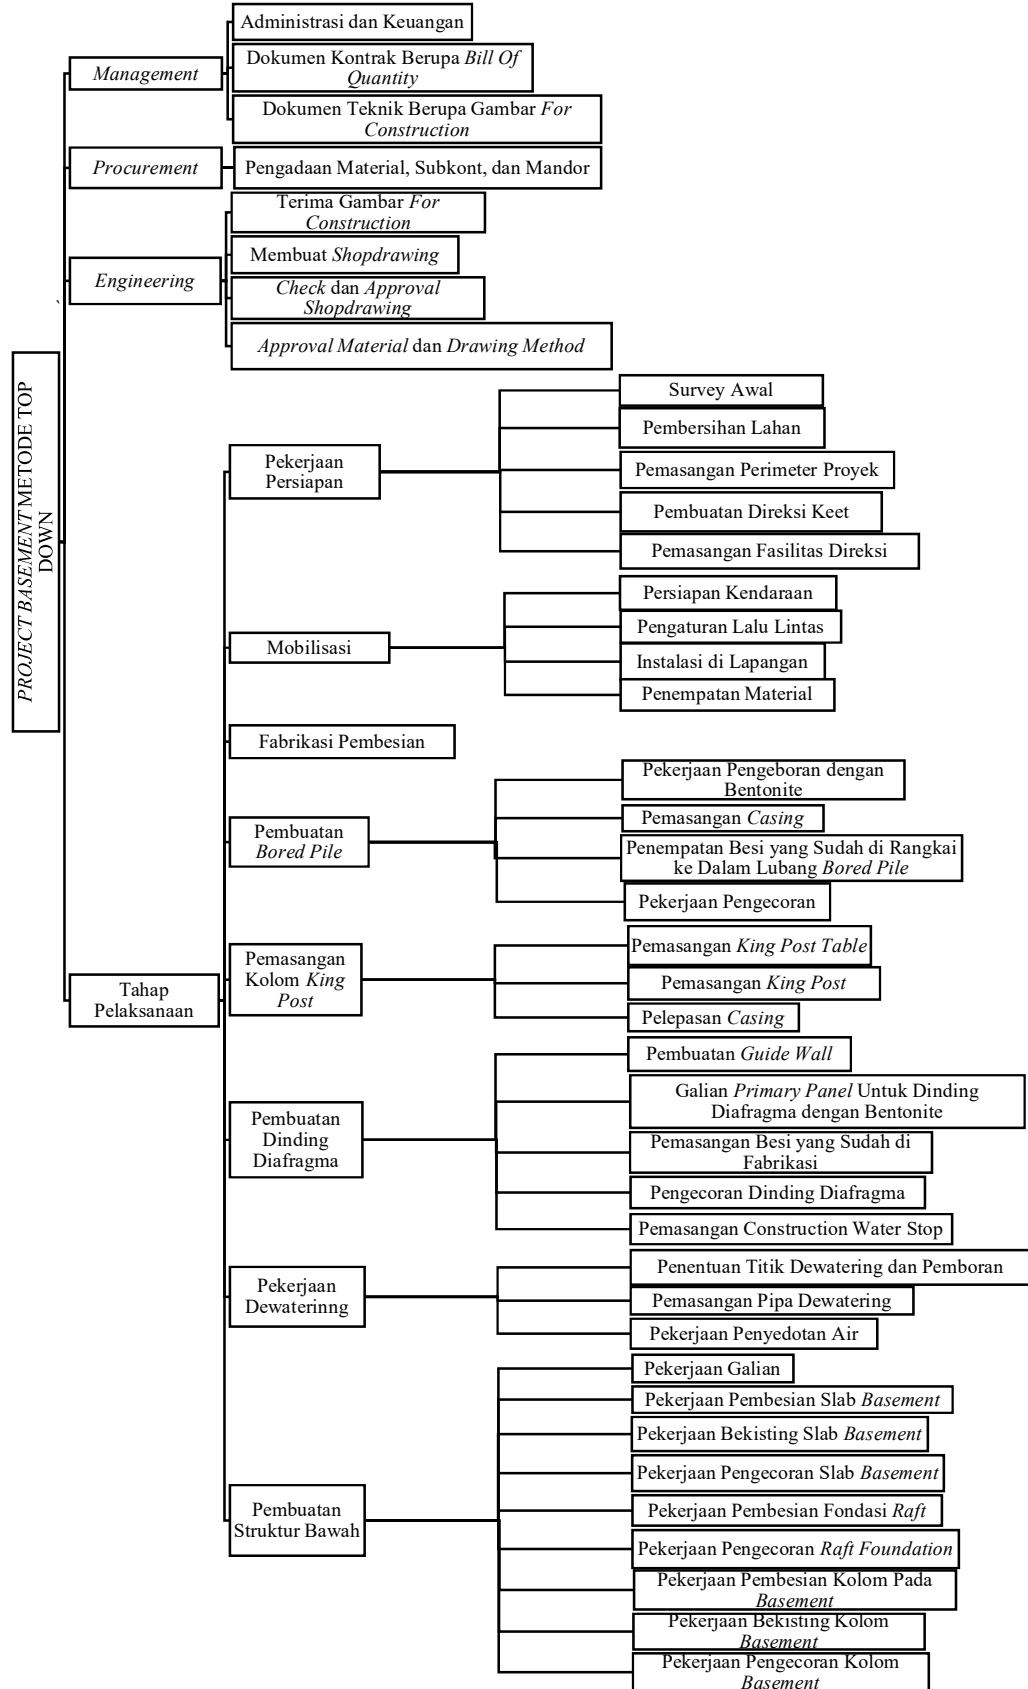 PROJECT BASEMENT METODE TOP
DOWN
Management
Administrasi dan Keuangan
Dokumen Kontrak Berupa Bill Of
Quantity
Dokumen Teknik Berupa Gambar For
Construction
Procurement
Pengadaan Material, Subkont, dan Mandor
Engineering
Terima Gambar For
Construction
Membuat Shopdrawing
Check dan Approval
Shopdrawing
Approval Material dan Drawing Method
Tahap
Pelaksanaan
Pekerjaan
Persiapan
Survey Awal
Pembersihan Lahan
Pemasangan Perimeter Proyek
Pembuatan Direksi Keet
Pemasangan Fasilitas Direksi
Mobilisasi
Persiapan Kendaraan
Pengaturan Lalu Lintas
Instalasi di Lapangan
Penempatan Material
Fabrikasi Pembesian
Pembuatan
Bored Pile
Pekerjaan Pengeboran dengan
Bentonite
Pemasangan Casing
Penempatan Besi yang Sudah di Rangkai
ke Dalam Lubang Bored Pile
Pekerjaan Pengecoran
Pemasangan
Kolom King
Post
Pemasangan King Post Table
Pemasangan King Post
Pelepasan Casing
Pembuatan
Dinding
Diafragma
Pembuatan Guide Wall
Galian Primary Panel Untuk Dinding
Diafragma dengan Bentonite
Pemasangan Besi yang Sudah di
Fabrikasi
Pengecoran Dinding Diafragma
Pemasangan Construction Water Stop
Pekerjaan
Dewaterinng
Penentuan Titik Dewatering dan Pemboran
Pemasangan Pipa Dewatering
Pekerjaan Penyedotan Air
Pembuatan
Struktur Bawah
Pekerjaan Galian
Pekerjaan Pembesian Slab Basement
Pekerjaan Bekisting Slab Basement
Pekerjaan Pengecoran Slab Basement
Pekerjaan Pembesian Fondasi Raft
Pekerjaan Pengecoran Raft Foundation
Pekerjaan Pembesian Kolom Pada
Basement
Pekerjaan Bekisting Kolom
Basement
Pekerjaan Pengecoran Kolom
Basement